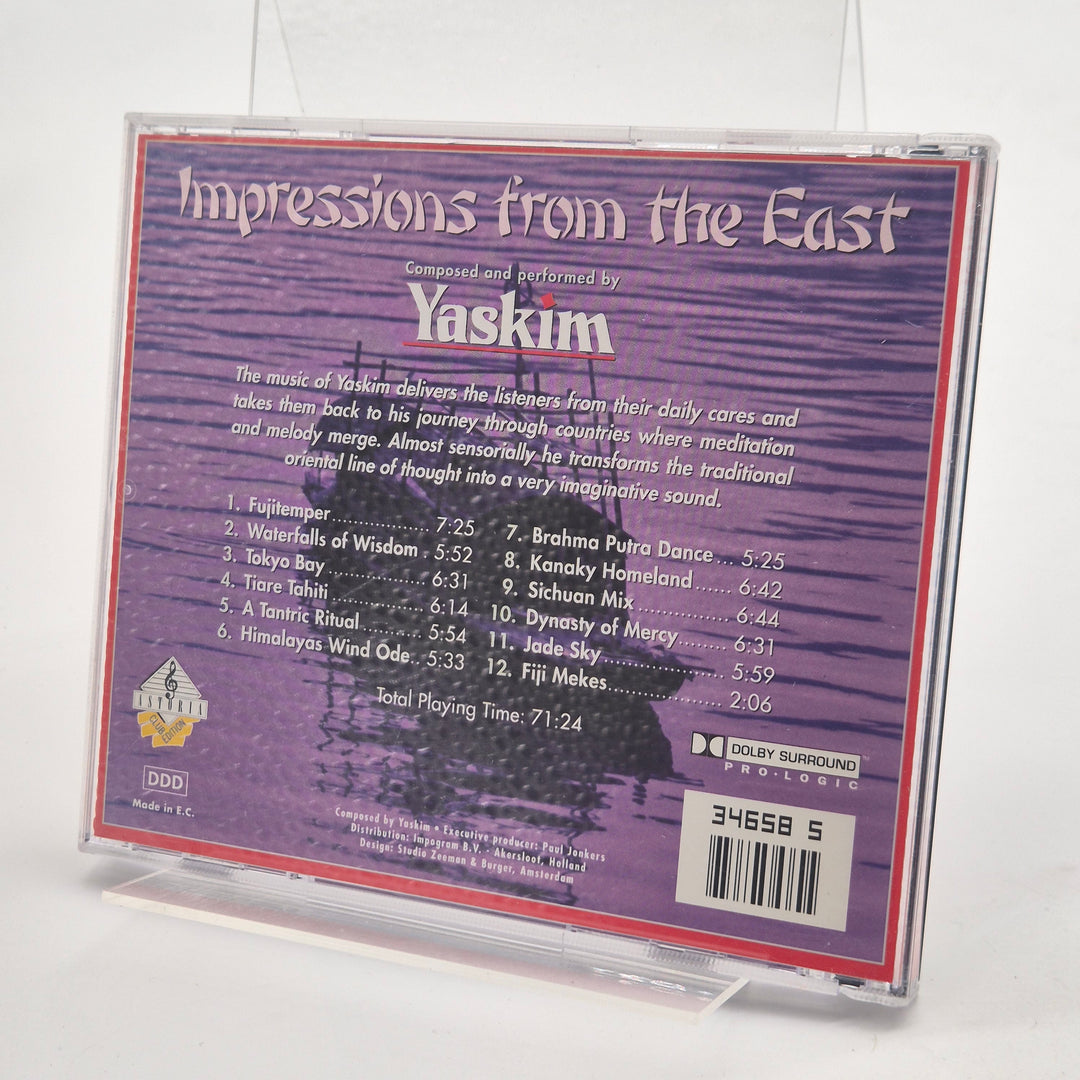 Impressions from the East
Composed and performed by
Yaskim
The music of Yaskim delivers the listeners from their daily cares and
takes them back to his journey through countries where meditation
and melody merge. Almost sensorially he transforms the traditional
oriental line of thought into a very imaginative sound.
1. Fujitemper................ 7:25
2. Waterfalls of Wisdom . 5:52
3. Tokyo Bay ................. 6:31
4. Tiare Tahiti ................ 6:14
5. A Tantric Ritual.......... 5:54
6. Himalayas Wind Ode.. 5:33
7. Brahma Putra Dance... 5:25
8. Kanaky Homeland...... 6:42
9. Sichuan Mix............... 6:44
10. Dynasty of Mercy........ 6:31
11. Jade Sky.................... 5:59
12. Fiji Mekes................... 2:06
Total Playing Time: 71:24
ASTURIA
CLUB
EDITION
DDD
Made in E.C.
DOLBY SURROUND
PRO·LOGIC
Composed by Yaskim • Executive producer: Paul Jonkers
Distribution: Impogram B.V. - Akersloot, Holland
Design: Studio Zeeman & Burger, Amsterdam
34658 5